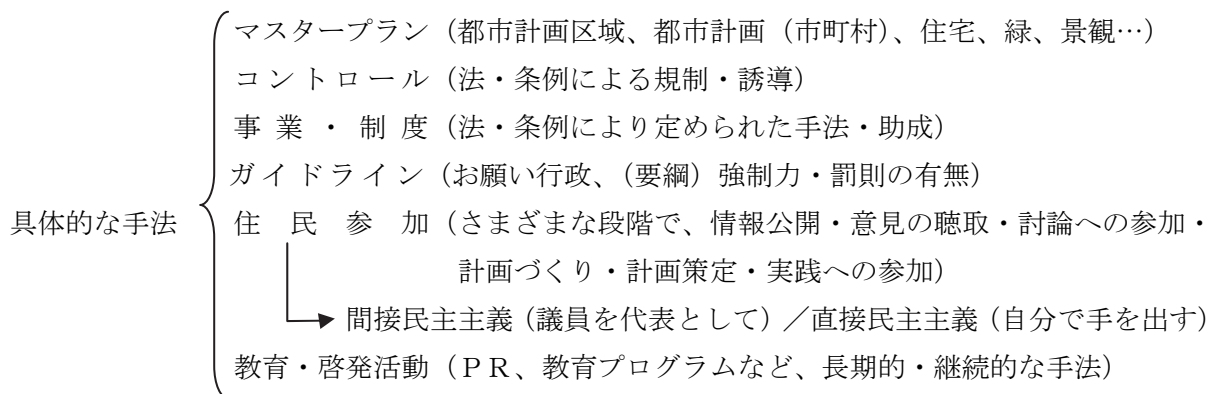 マスタープラン（都市計画区域、都市計画（市町村）、住宅、緑、景観…）
コントロール（法・条例による規制・誘導）
事業・制度（法・条例により定められた手法・助成）
ガイドライン（お願い行政、（要綱）強制力・罰則の有無）
具体的な手法
住民参加（さまざまな段階で、情報公開・意見の聴取・討論への参加・
計画づくり・計画策定・実践への参加）
間接民主主義（議員を代表として）／直接民主主義（自分で手を出す）
教育・啓発活動（ＰＲ、教育プログラムなど、長期的・継続的な手法）